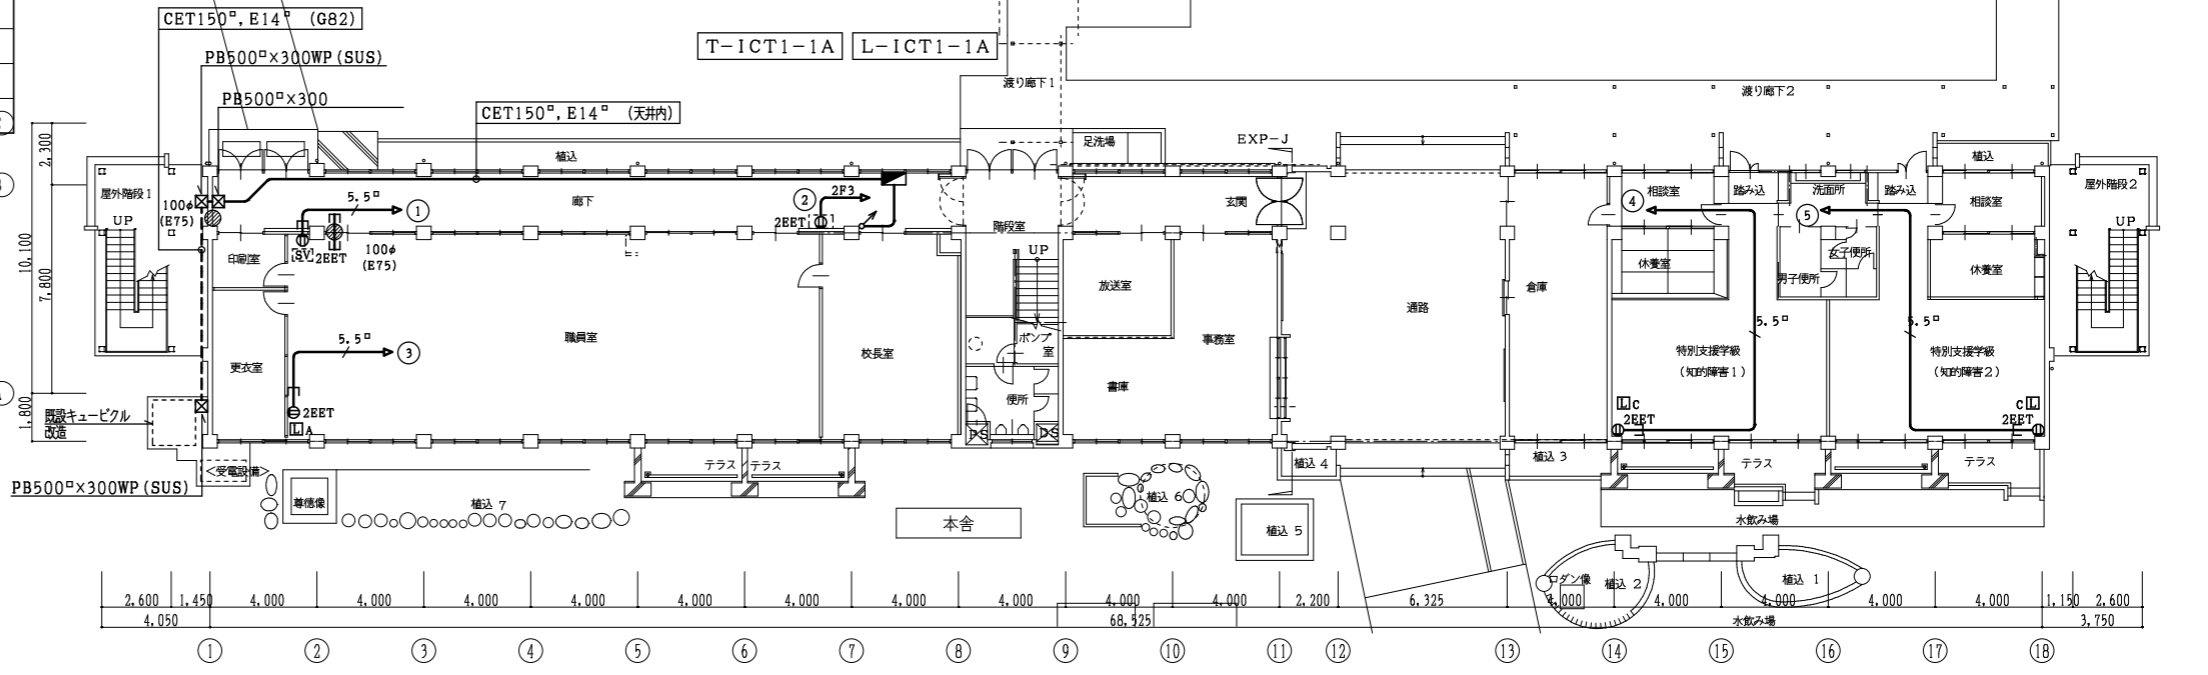 CET150□, E14□ (G82)
PB500□×300WP(SUS)
PB500□×300
CET150□, E14□ (天井内)
T-ICT1-1A
L-ICT1-1A
渡り廊下1
渡り廊下2
EXP-J
足洗場
植込
植込
屋外階段1
UP
100φ
(E75)
5.5□
①
②
2F3
2EET
廊下
SV
2EET
100φ
(E75)
印刷室
更衣室
職員室
5.5□
③
2EET
L A
校長室
階段室
UP
ポンプ室
便所
PS
DS
玄関
放送室
事務室
書庫
通路
倉庫
相談室
踏み込
洗面所
踏み込
相談室
④
⑤
休養室
女子便所
男子便所
休養室
5.5□
5.5□
特別支援学級
(知的障害1)
特別支援学級
(知的障害2)
L C
2EET
C L
2EET
屋外階段2
UP
2,300
10,100
7,800
1,800
既設キュービクル
改造
<受電設備>
PB500□×300WP(SUS)
尊徳像
植込 7
テラス
テラス
本舎
植込 6
植込 5
植込 4
植込 3
テラス
テラス
水飲み場
ロダン像
植込 2
植込 1
水飲み場
2,600
1,450
4,000
4,000
4,000
4,000
4,000
4,000
4,000
4,000
4,000
4,000
2,200
6,325
4,000
4,000
4,000
4,000
4,000
1,150
2,600
4,050
68,525
3,750
①
②
③
④
⑤
⑥
⑦
⑧
⑨
⑩
⑪
⑫
⑬
⑭
⑮
⑯
⑰
⑱